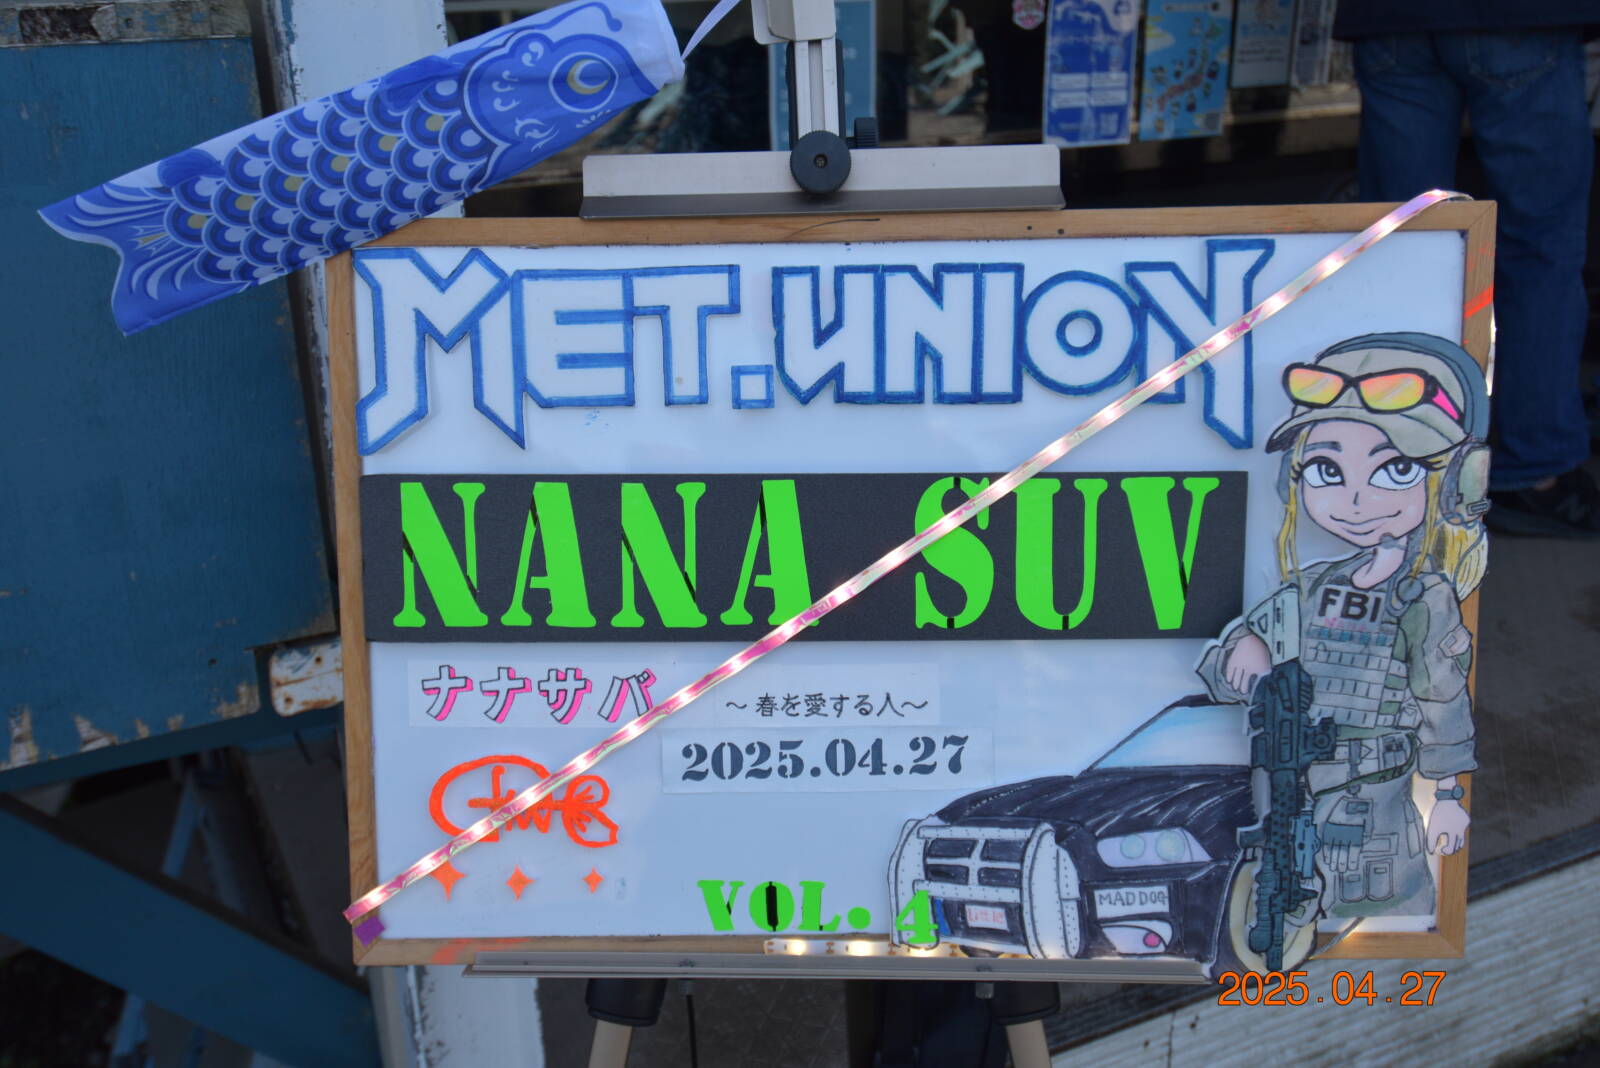 MET.UNION
NANA SUV
ナナサバ
～春を愛する人～
2025.04.27
VOL.4
FBI
MAD DOG
2025.04.27